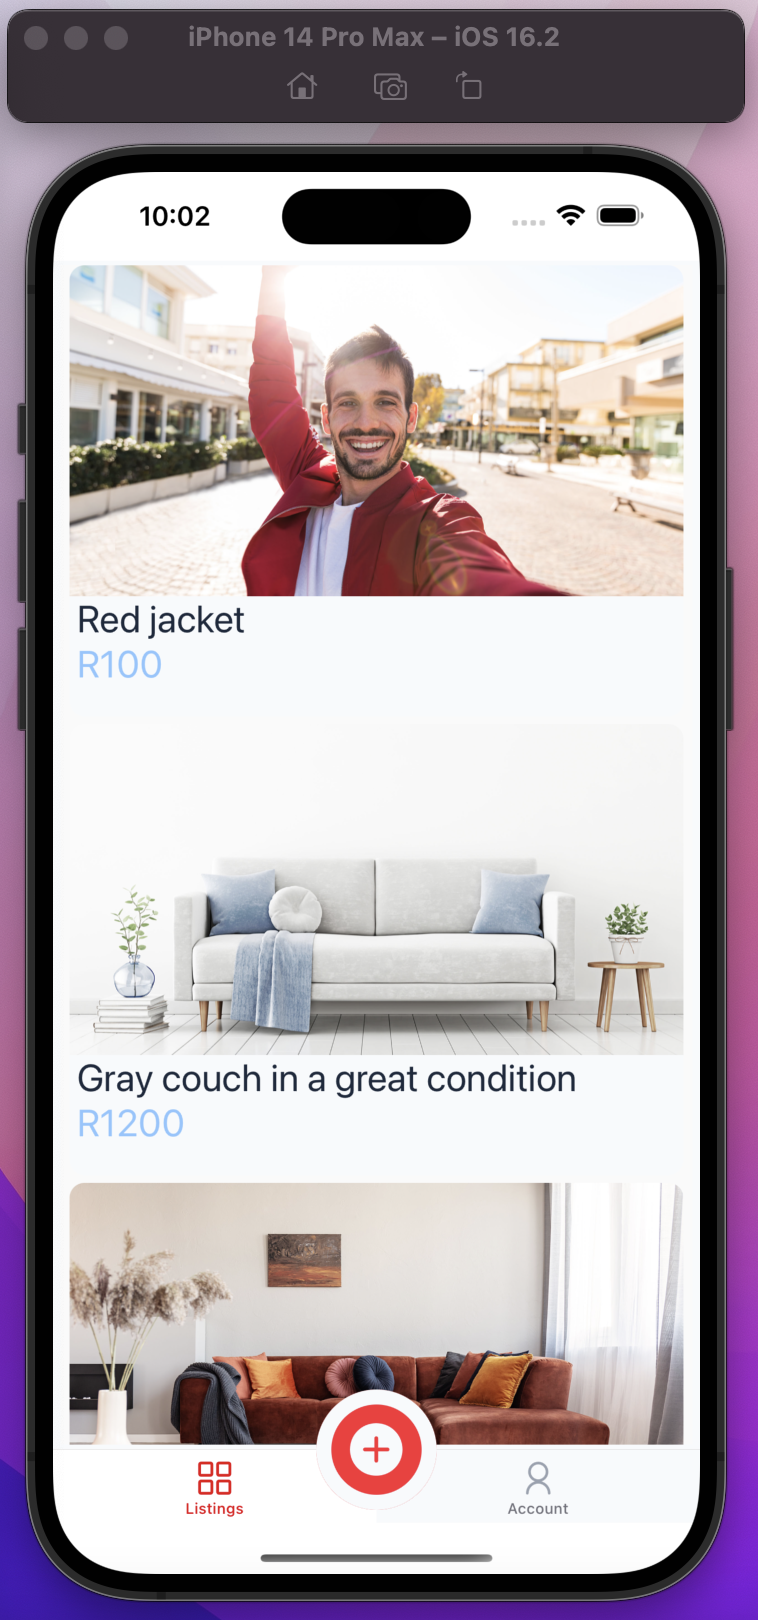 iPhone 14 Pro Max – iOS 16.2
10:02
Red jacket
R100
Gray couch in a great condition
R1200
Listings
Account